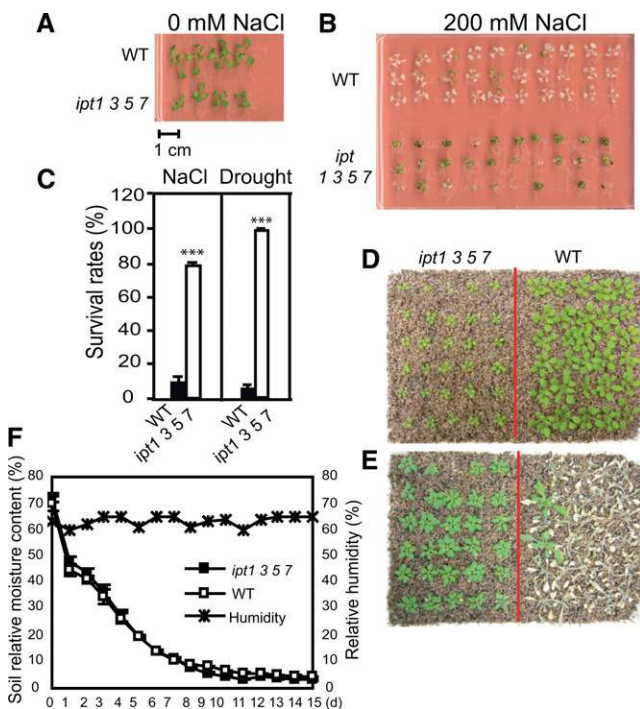 A
0 mM NaCl
WT
ipt1 3 5 7
1 cm
B
200 mM NaCl
WT
ipt
1 3 5 7
C
NaCl Drought
Survival rates (%)
120
100
80
60
40
20
0
***
***
WT
ipt1 3 5 7
WT
ipt1 3 5 7
D
ipt1 3 5 7 WT
E
F
Soil relative moisture content (%)
80
70
60
50
40
30
20
10
0
ipt1 3 5 7
WT
Humidity
80
70
60
50
40
30
20
10
0
Relative humidity (%)
0 1 2 3 4 5 6 7 8 9 10 11 12 13 14 15 (d)